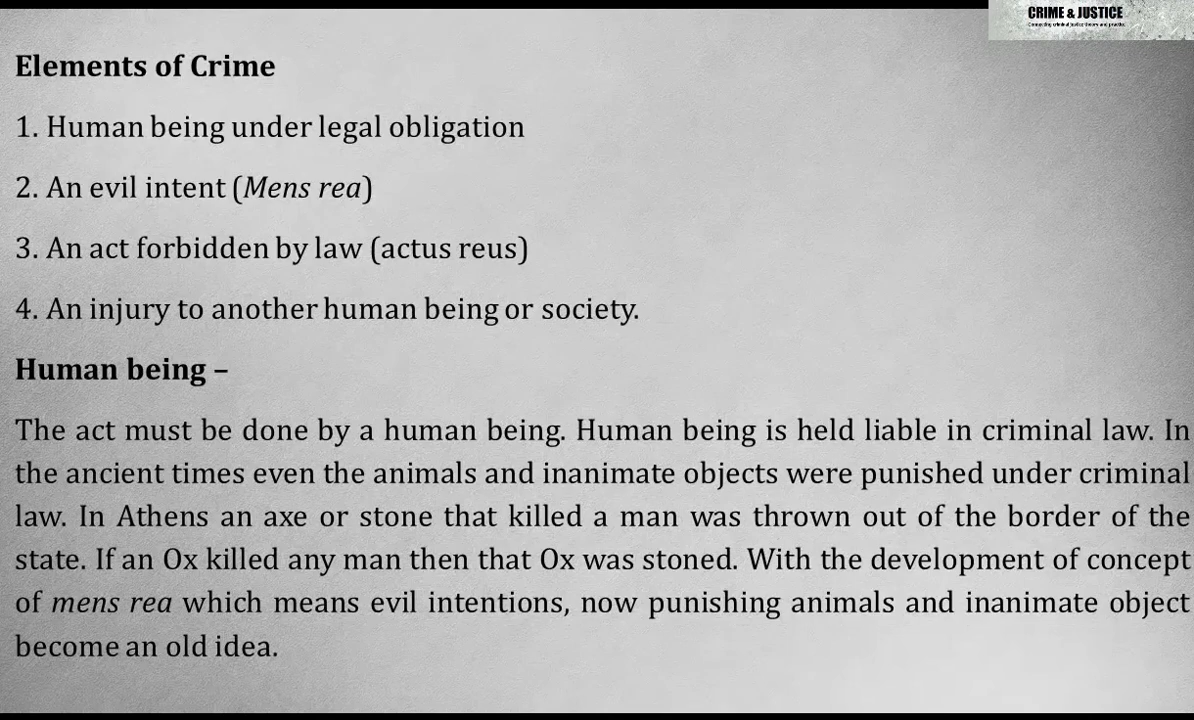 CRIME & JUSTICE
Connecting criminal justice theory and practice
Elements of Crime
1. Human being under legal obligation
2. An evil intent (Mens rea)
3. An act forbidden by law (actus reus)
4. An injury to another human being or society.
Human being –
The act must be done by a human being. Human being is held liable in criminal law. In
the ancient times even the animals and inanimate objects were punished under criminal
law. In Athens an axe or stone that killed a man was thrown out of the border of the
state. If an Ox killed any man then that Ox was stoned. With the development of concept
of mens rea which means evil intentions, now punishing animals and inanimate object
become an old idea.